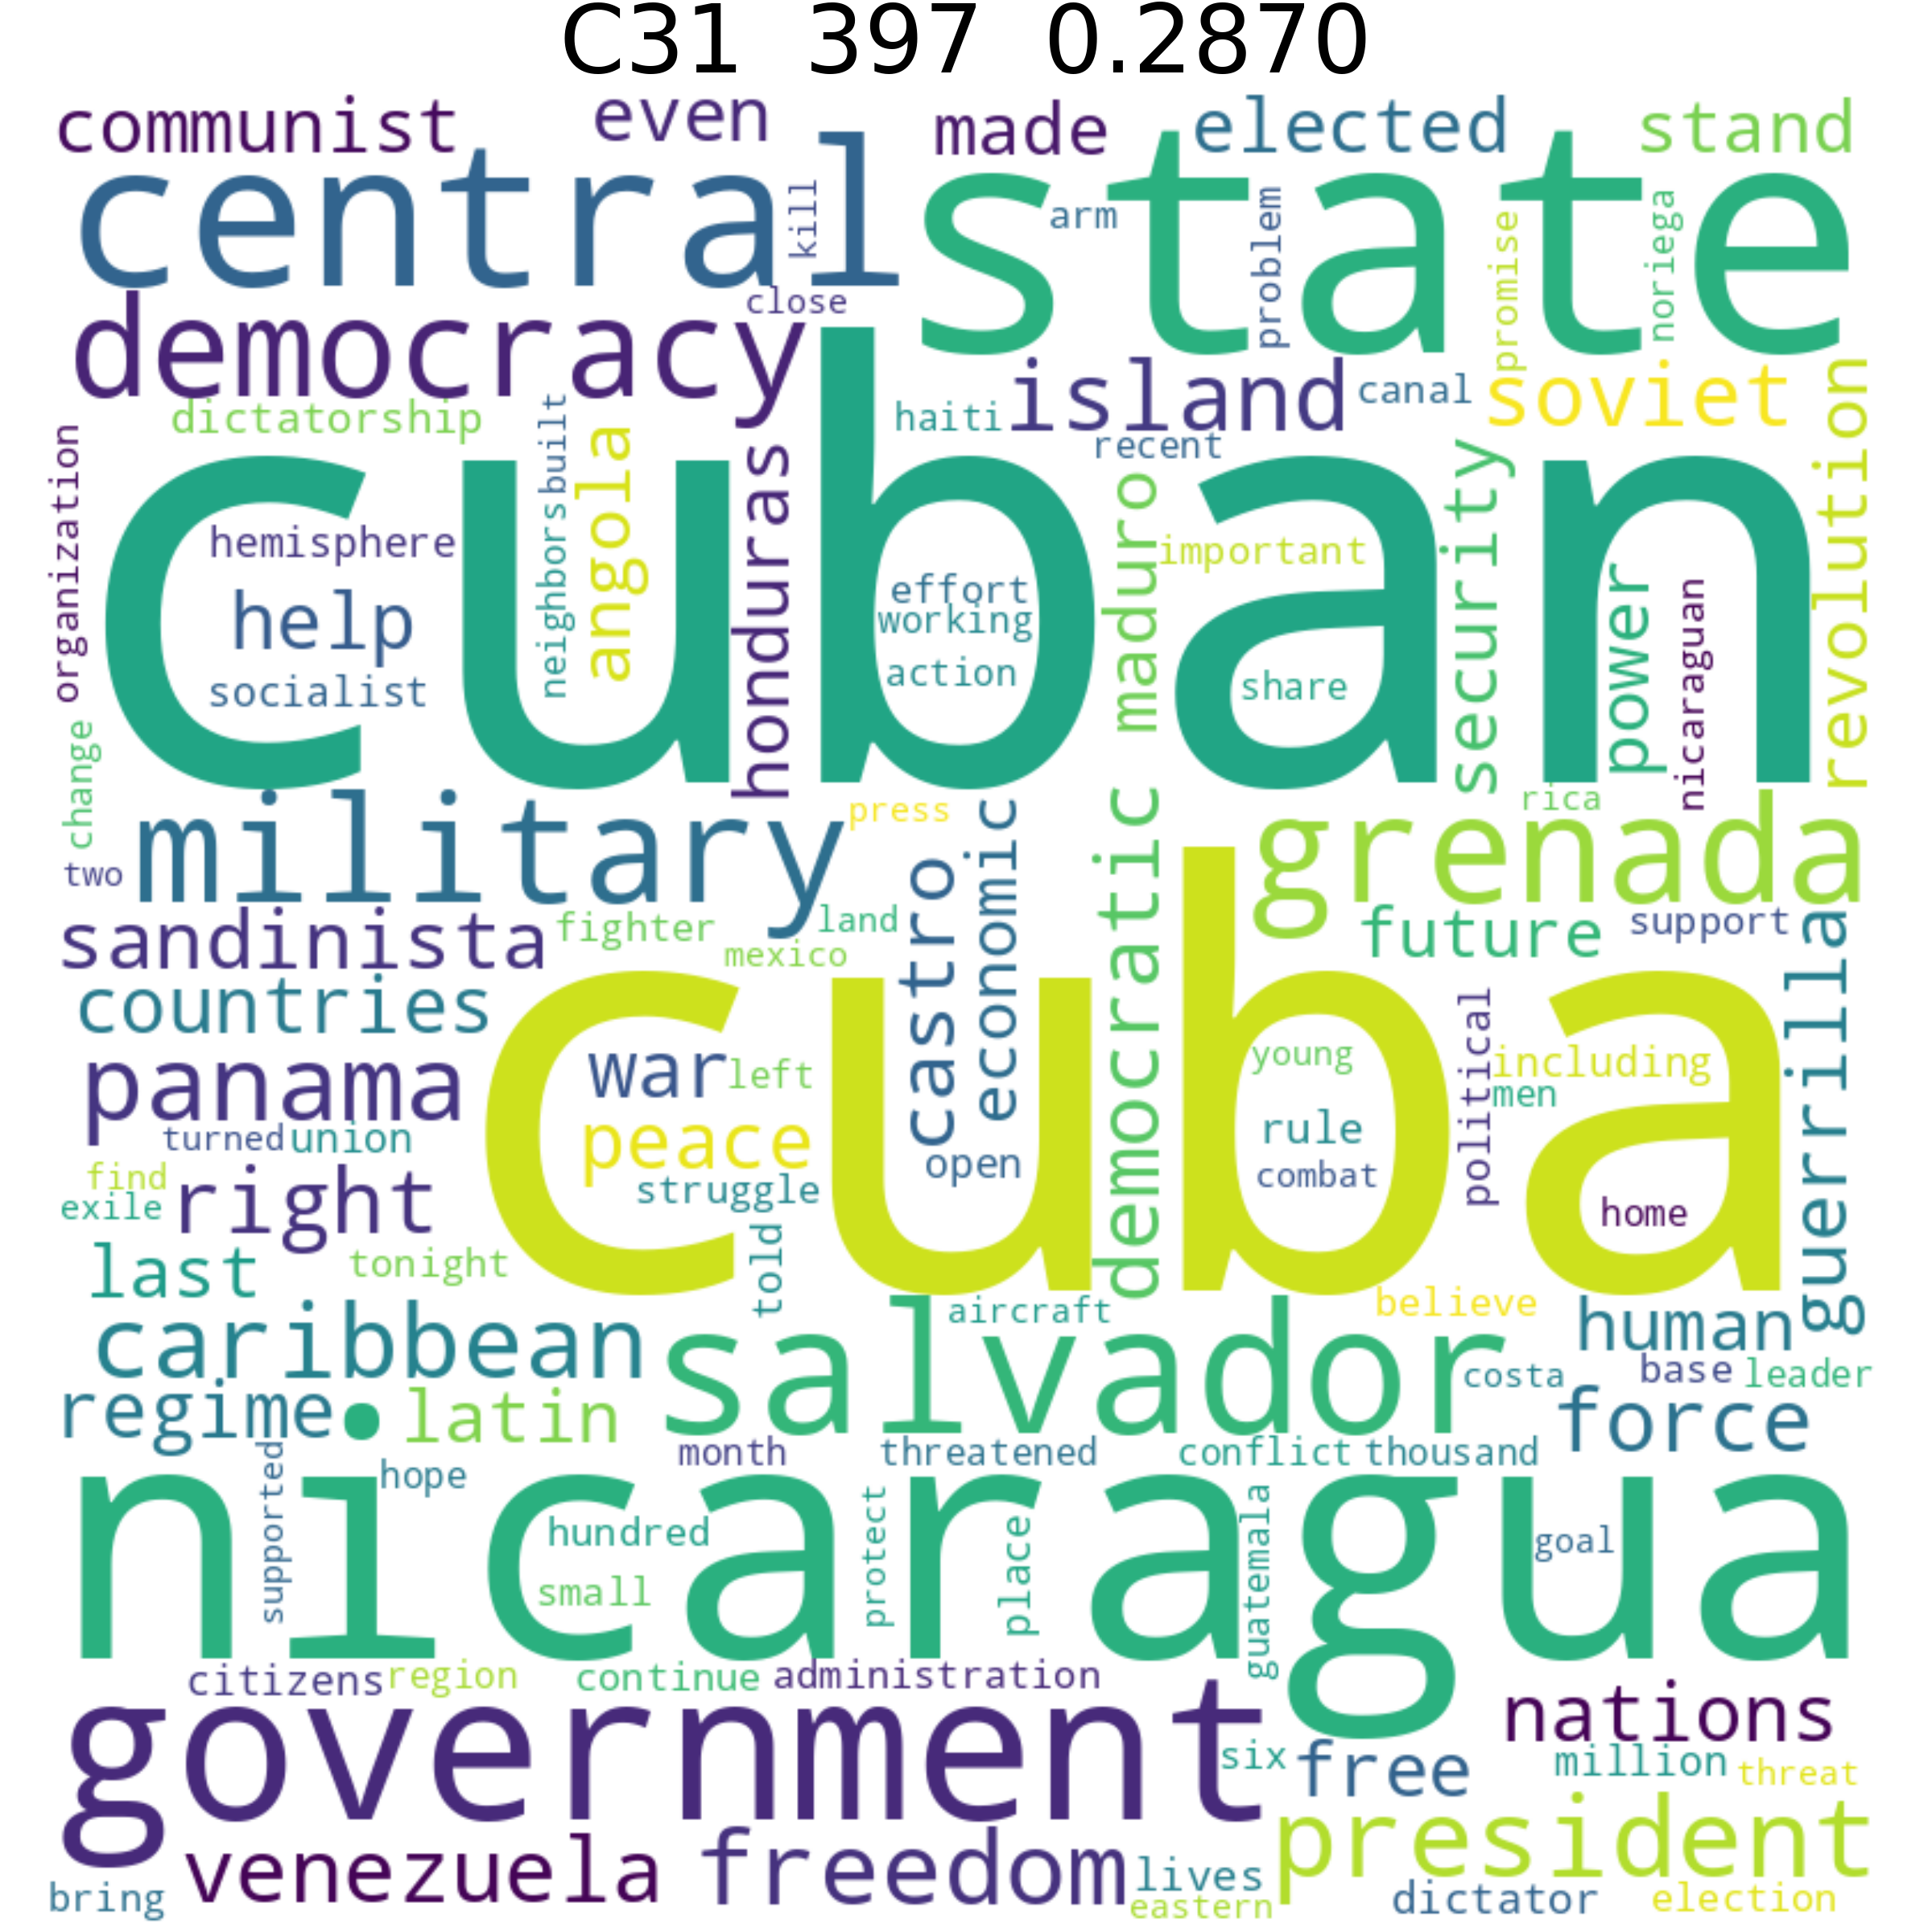 C31 397 0.2870
communist even made elected stand
central kill state arm problem promise noriega
close
democracy island canal soviet
dictatorship haiti recent revolution
organization built angola honduras cuban maduro security
hemisphere neighbors important
help effort working power nicaraguan
socialist action share
change press rica
two military economic democratic grenada
sandinista fighter land castro future support guerrilla
mexico
countries cuba political
panama war left young including
men
turned union peace rule
find right open combat
exile struggle home
last tonight told
caribbean aircraft believe human
salvador costa base leader
regime latin force
month threatened conflict thousand
nicaragua supported hope
hundred protect place guatemala goal
small
citizens region continue administration
government nations
six free million threat
president
venezuela freedom lives
bring eastern dictator election